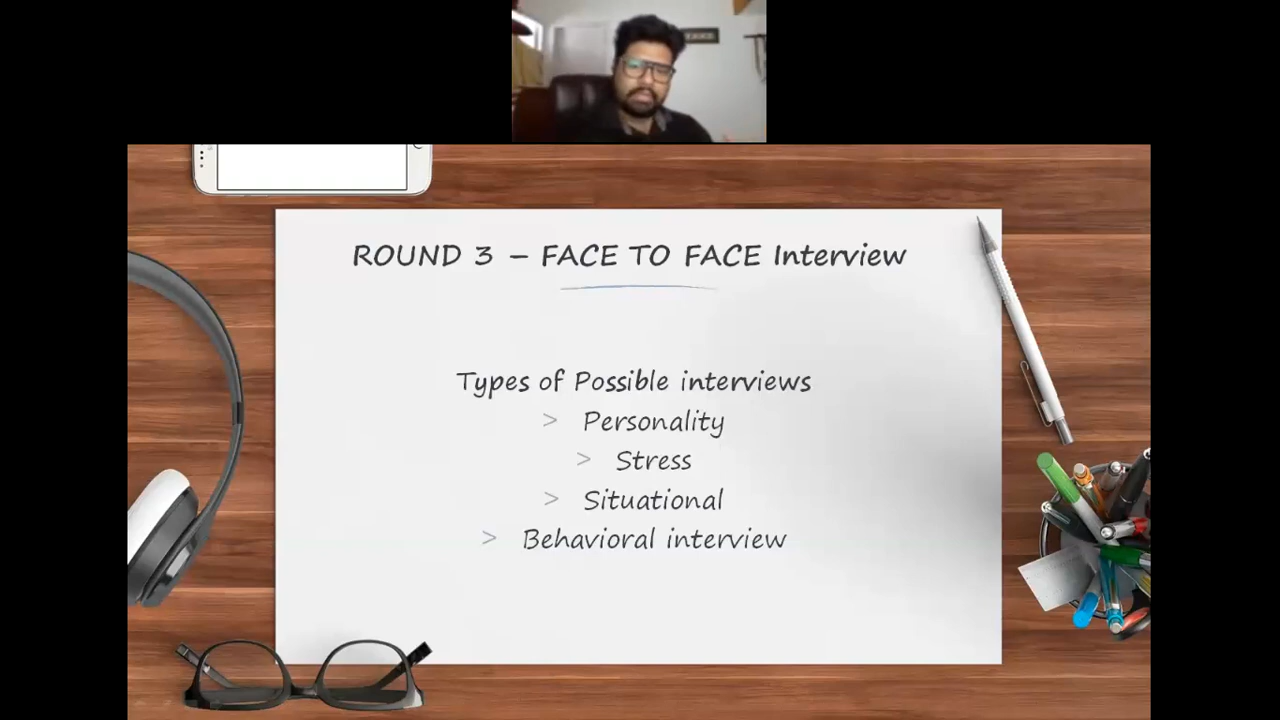 ROUND 3 – FACE TO FACE Interview
Types of Possible interviews
> Personality
> Stress
> Situational
> Behavioral interview